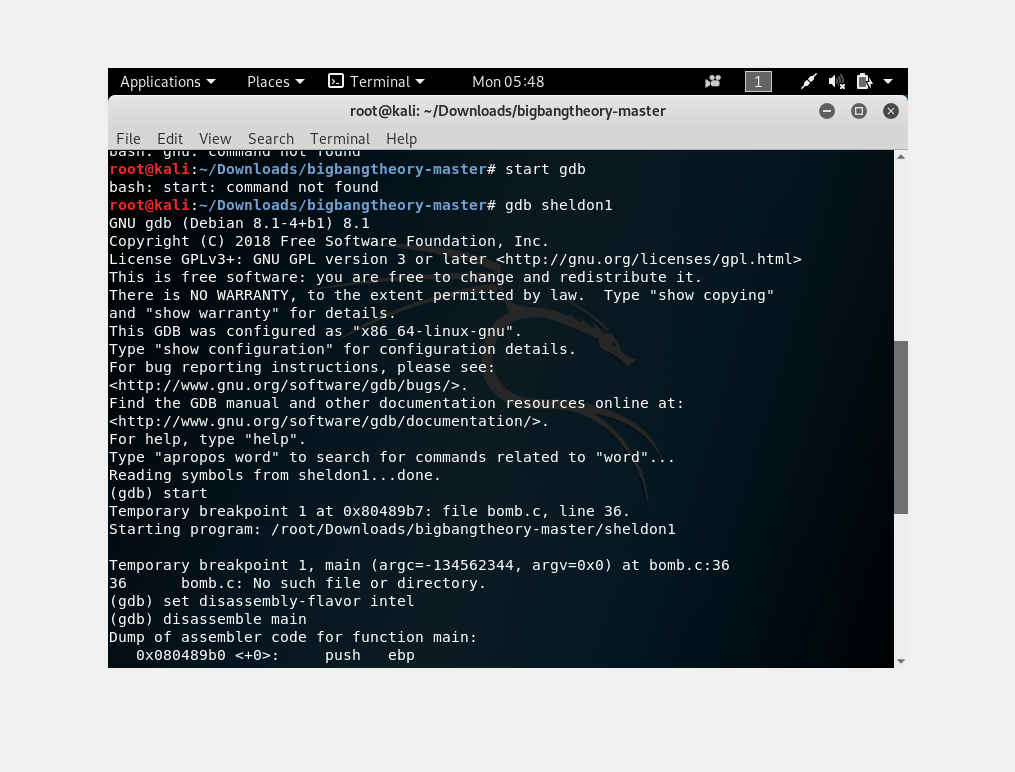 Applications Places Terminal Mon 05:48 1
root@kali: ~/Downloads/bigbangtheory-master
File Edit View Search Terminal Help
bash: gnu: command not found
root@kali:~/Downloads/bigbangtheory-master# start gdb
bash: start: command not found
root@kali:~/Downloads/bigbangtheory-master# gdb sheldon1
GNU gdb (Debian 8.1-4+b1) 8.1
Copyright (C) 2018 Free Software Foundation, Inc.
License GPLv3+: GNU GPL version 3 or later <http://gnu.org/licenses/gpl.html>
This is free software: you are free to change and redistribute it.
There is NO WARRANTY, to the extent permitted by law.  Type "show copying"
and "show warranty" for details.
This GDB was configured as "x86_64-linux-gnu".
Type "show configuration" for configuration details.
For bug reporting instructions, please see:
<http://www.gnu.org/software/gdb/bugs/>.
Find the GDB manual and other documentation resources online at:
<http://www.gnu.org/software/gdb/documentation/>.
For help, type "help".
Type "apropos word" to search for commands related to "word"...
Reading symbols from sheldon1...done.
(gdb) start
Temporary breakpoint 1 at 0x80489b7: file bomb.c, line 36.
Starting program: /root/Downloads/bigbangtheory-master/sheldon1
Temporary breakpoint 1, main (argc=-134562344, argv=0x0) at bomb.c:36
36      bomb.c: No such file or directory.
(gdb) set disassembly-flavor intel
(gdb) disassemble main
Dump of assembler code for function main:
   0x080489b0 <+0>:     push   ebp